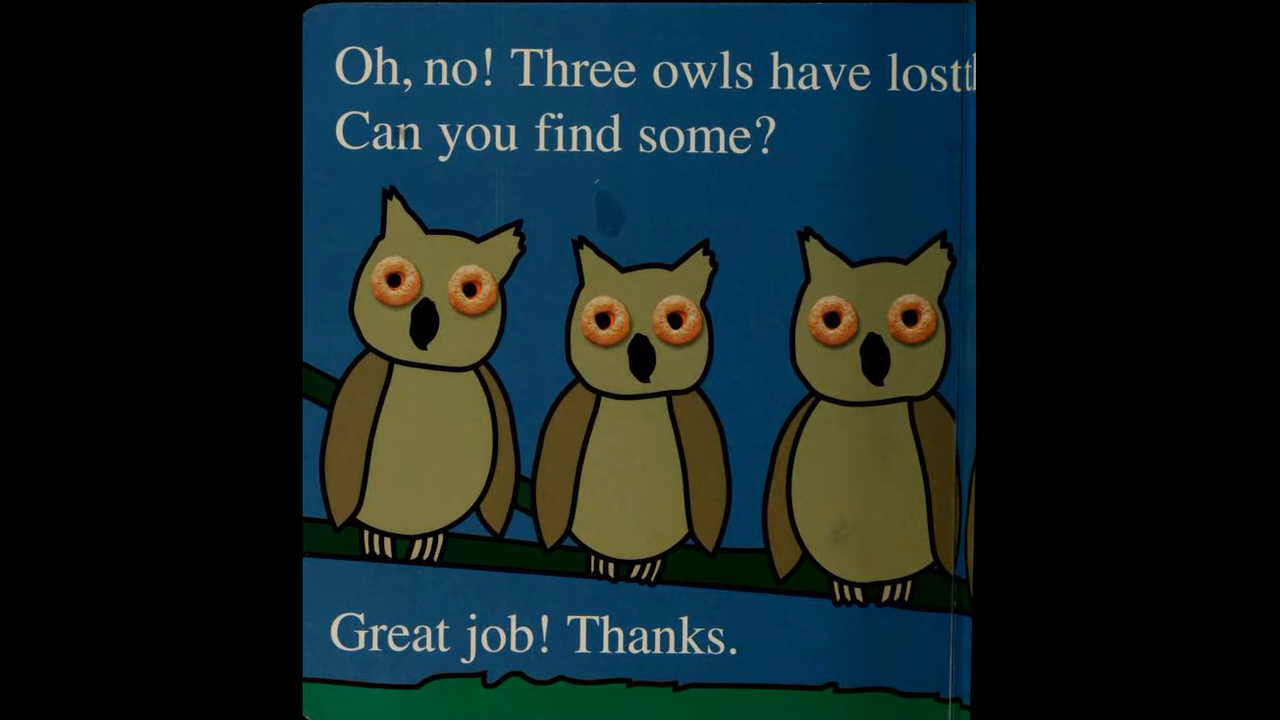 Oh, no! Three owls have lost
Can you find some?
Great job! Thanks.